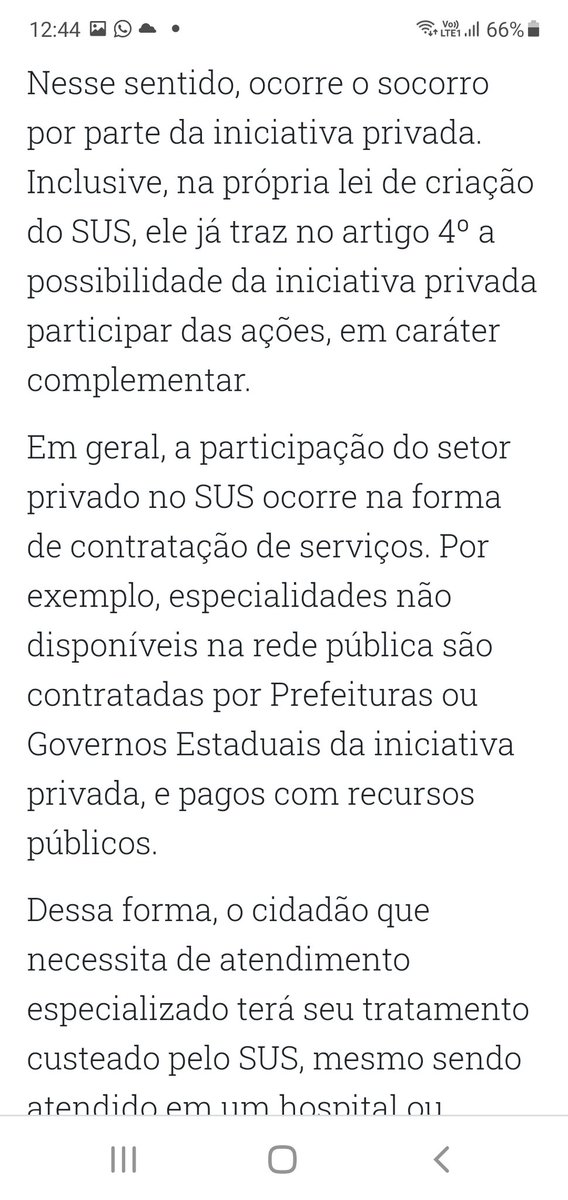 12:44
Vo))
LTE1
66%
Nesse sentido, ocorre o socorro
por parte da iniciativa privada.
Inclusive, na própria lei de criação
do SUS, ele já traz no artigo 4º a
possibilidade da iniciativa privada
participar das ações, em caráter
complementar.
Em geral, a participação do setor
privado no SUS ocorre na forma
de contratação de serviços. Por
exemplo, especialidades não
disponíveis na rede pública são
contratadas por Prefeituras ou
Governos Estaduais da iniciativa
privada, e pagos com recursos
públicos.
Dessa forma, o cidadão que
necessita de atendimento
especializado terá seu tratamento
custeado pelo SUS, mesmo sendo
atendido em um hospital ou